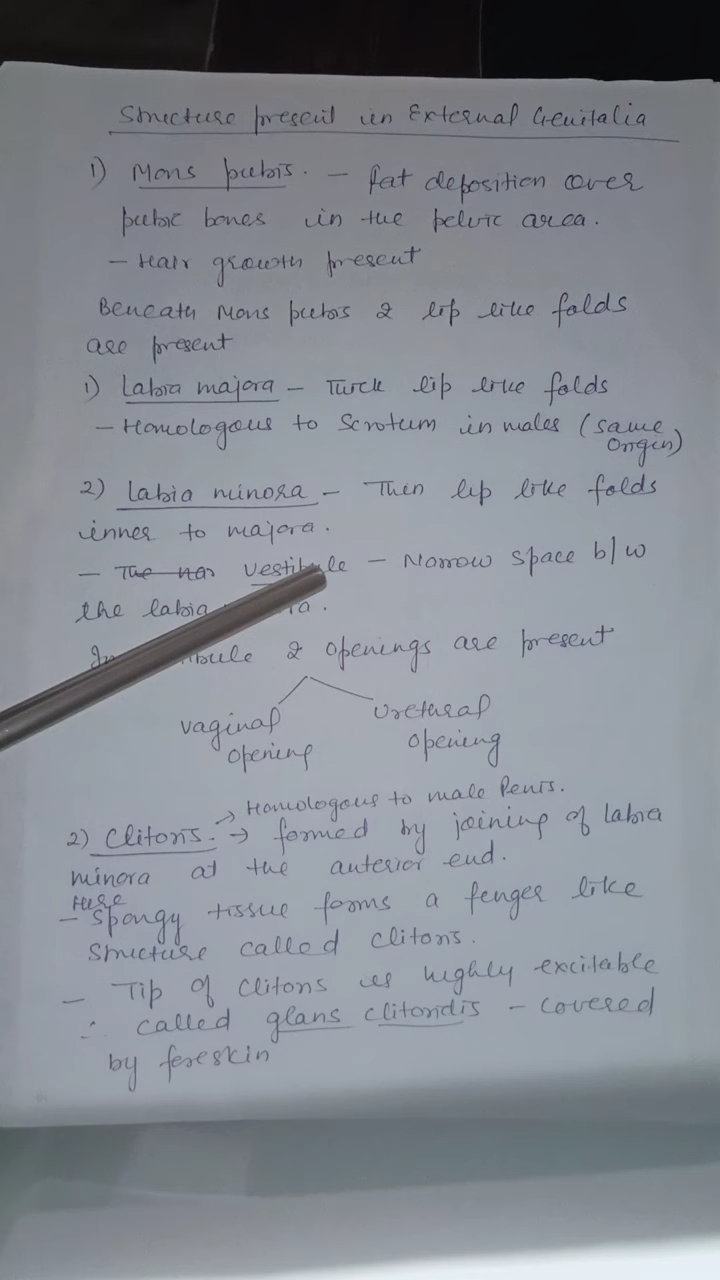 Structure present in External Genitalia
1) Mons pubis. - fat deposition over
pubic bones in the pelvic area.
- Hair growth present
Beneath Mons pubis 2 lip like folds
are present
1) Labia majora - Thick lip like folds
- Homologous to Scrotum in males (same
origin)
2) Labia minora - Thin lip like folds
inner to majora.
- The nar vestibule - Narrow space b/w
the labia
2 openings are present
vaginal opening
urethral opening
→ Homologous to male Penis.
2) Clitoris. → formed by joining of labia
minora at the anterior end.
Here
- Spongy tissue forms a finger like
structure called clitoris.
- Tip of clitoris is highly excitable
∴ called glans clitoridis - covered
by foreskin